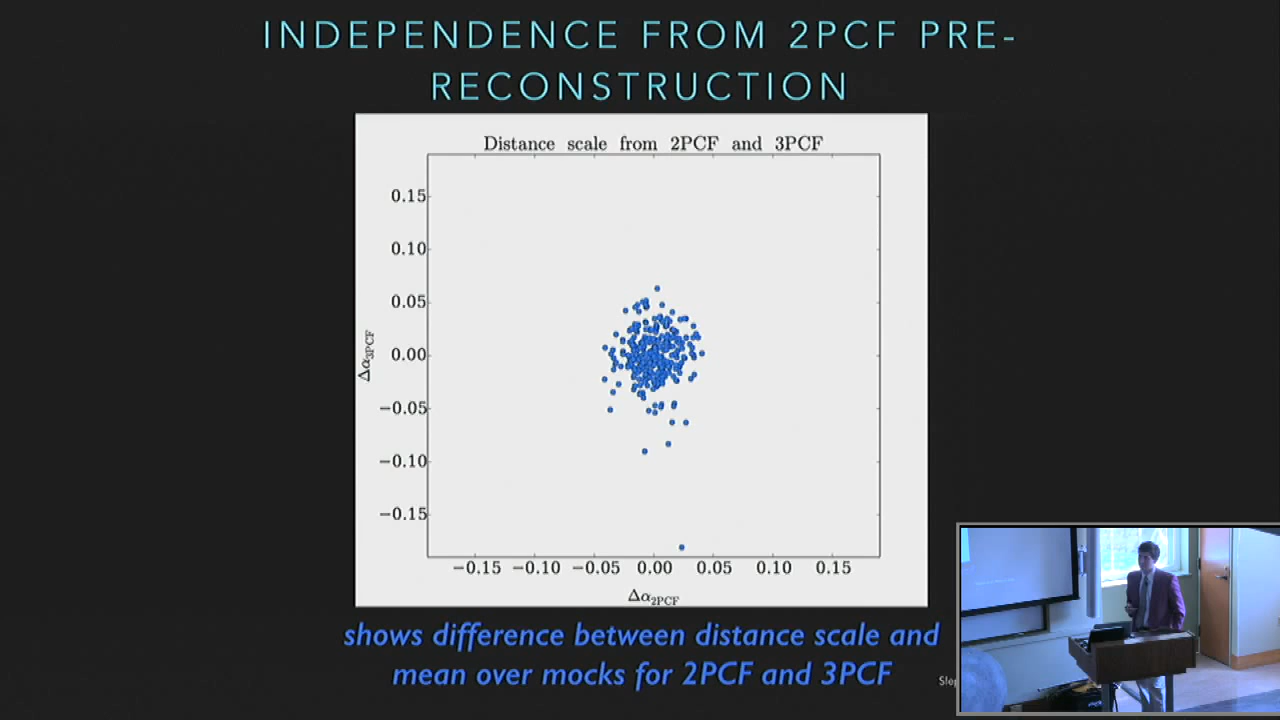 INDEPENDENCE FROM 2PCF PRE-
RECONSTRUCTION
Distance scale from 2PCF and 3PCF
0.15
0.10
0.05
0.00
−0.05
−0.10
−0.15
Δα3PCF
−0.15 −0.10 −0.05 0.00 0.05 0.10 0.15
Δα2PCF
shows difference between distance scale and
mean over mocks for 2PCF and 3PCF